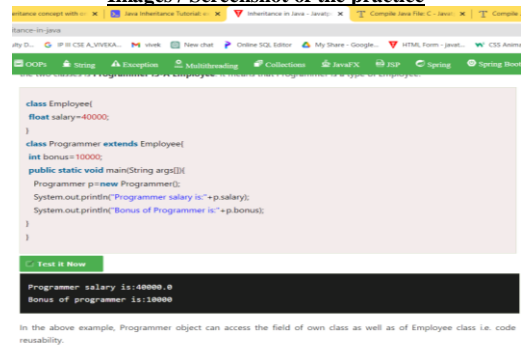 Images / Screenshot of the practice
Java Inheritance Tutorial: Inheritance in Java - Javatp Compile Java File: C - Javat Compile
itance-in-java
IP III CSE A_VIVEKA... vivek New chat Online SQL Editor My Share - Google... HTML Form - javat... CSS Anima
OOPs String Exception Multithreading Collections JavaFX JSP Spring Spring Boot
class Employee{
float salary=40000;
}
class Programmer extends Employee{
int bonus=10000;
public static void main(String args[]){
Programmer p=new Programmer();
System.out.println("Programmer salary is:"+p.salary);
System.out.println("Bonus of Programmer is:"+p.bonus);
}
}
Test it Now
Programmer salary is:40000.0
Bonus of programmer is:10000
In the above example, Programmer object can access the field of own class as well as of Employee class i.e. code
reusability.